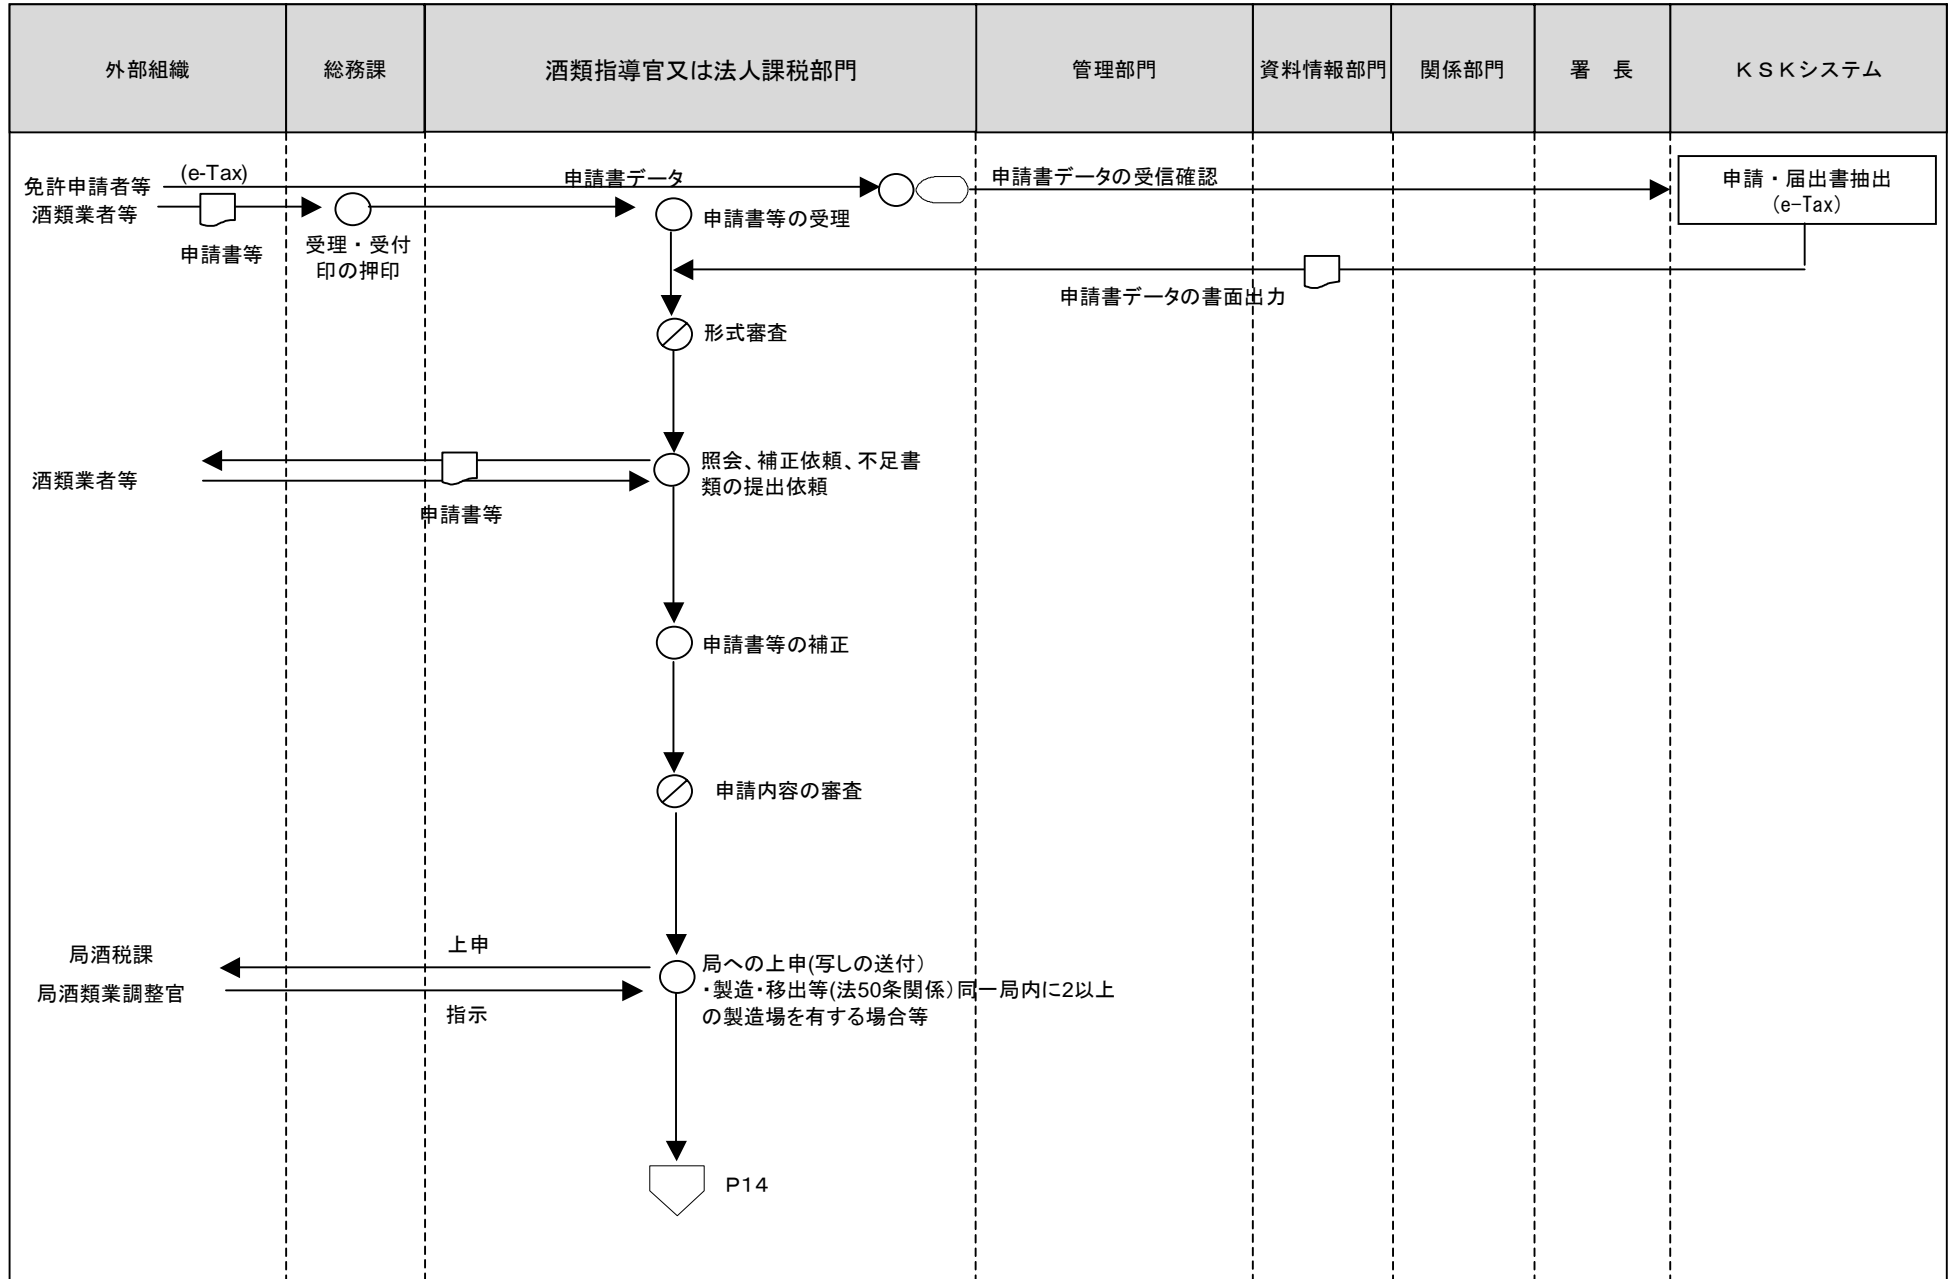 外部組織
総務課
酒類指導官又は法人課税部門
管理部門
資料情報部門
関係部門
署　長
ＫＳＫシステム
免許申請者等
酒類業者等
(e-Tax)
申請書等
受理・受付
印の押印
申請書データ
申請書等の受理
申請書データの受信確認
申請・届出書抽出
(e-Tax)
申請書データの書面出力
形式審査
酒類業者等
申請書等
照会、補正依頼、不足書
類の提出依頼
申請書等の補正
申請内容の審査
局酒税課
局酒類業調整官
上申
指示
局への上申(写しの送付)
・製造・移出等(法50条関係)同一局内に2以上
の製造場を有する場合等
P14